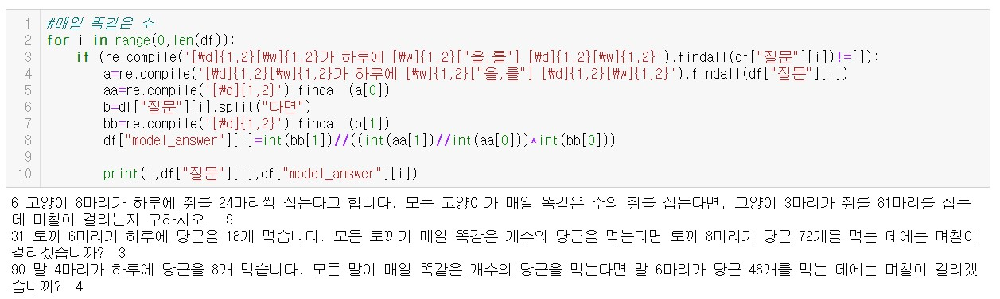 1 #매일 똑같은 수
2 for i in range(0,len(df)):
3 if (re.compile('[₩d]{1,2}[₩w]{1,2}가 하루에 [₩w]{1,2}["을,를"] [₩d]{1,2}[₩w]{1,2}').findall(df["질문"][i])!=[]):
4 a=re.compile('[₩d]{1,2}[₩w]{1,2}가 하루에 [₩w]{1,2}["을,를"] [₩d]{1,2}[₩w]{1,2}').findall(df["질문"][i])
5 aa=re.compile('[₩d]{1,2}').findall(a[0])
6 b=df["질문"][i].split("다면")
7 bb=re.compile('[₩d]{1,2}').findall(b[1])
8 df["model_answer"][i]=int(bb[1])//((int(aa[1])//int(aa[0]))*int(bb[0]))
9
10 print(i,df["질문"][i],df["model_answer"][i])
6 고양이 8마리가 하루에 쥐를 24마리씩 잡는다고 합니다. 모든 고양이가 매일 똑같은 수의 쥐를 잡는다면, 고양이 3마리가 쥐를 81마리를 잡는
데 며칠이 걸리는지 구하시오. 9
31 토끼 6마리가 하루에 당근을 18개 먹습니다. 모든 토끼가 매일 똑같은 개수의 당근을 먹는다면 토끼 8마리가 당근 72개를 먹는 데에는 며칠이
걸리겠습니까? 3
90 말 4마리가 하루에 당근을 8개 먹습니다. 모든 말이 매일 똑같은 개수의 당근을 먹는다면 말 6마리가 당근 48개를 먹는 데에는 며칠이 걸리겠
습니까? 4